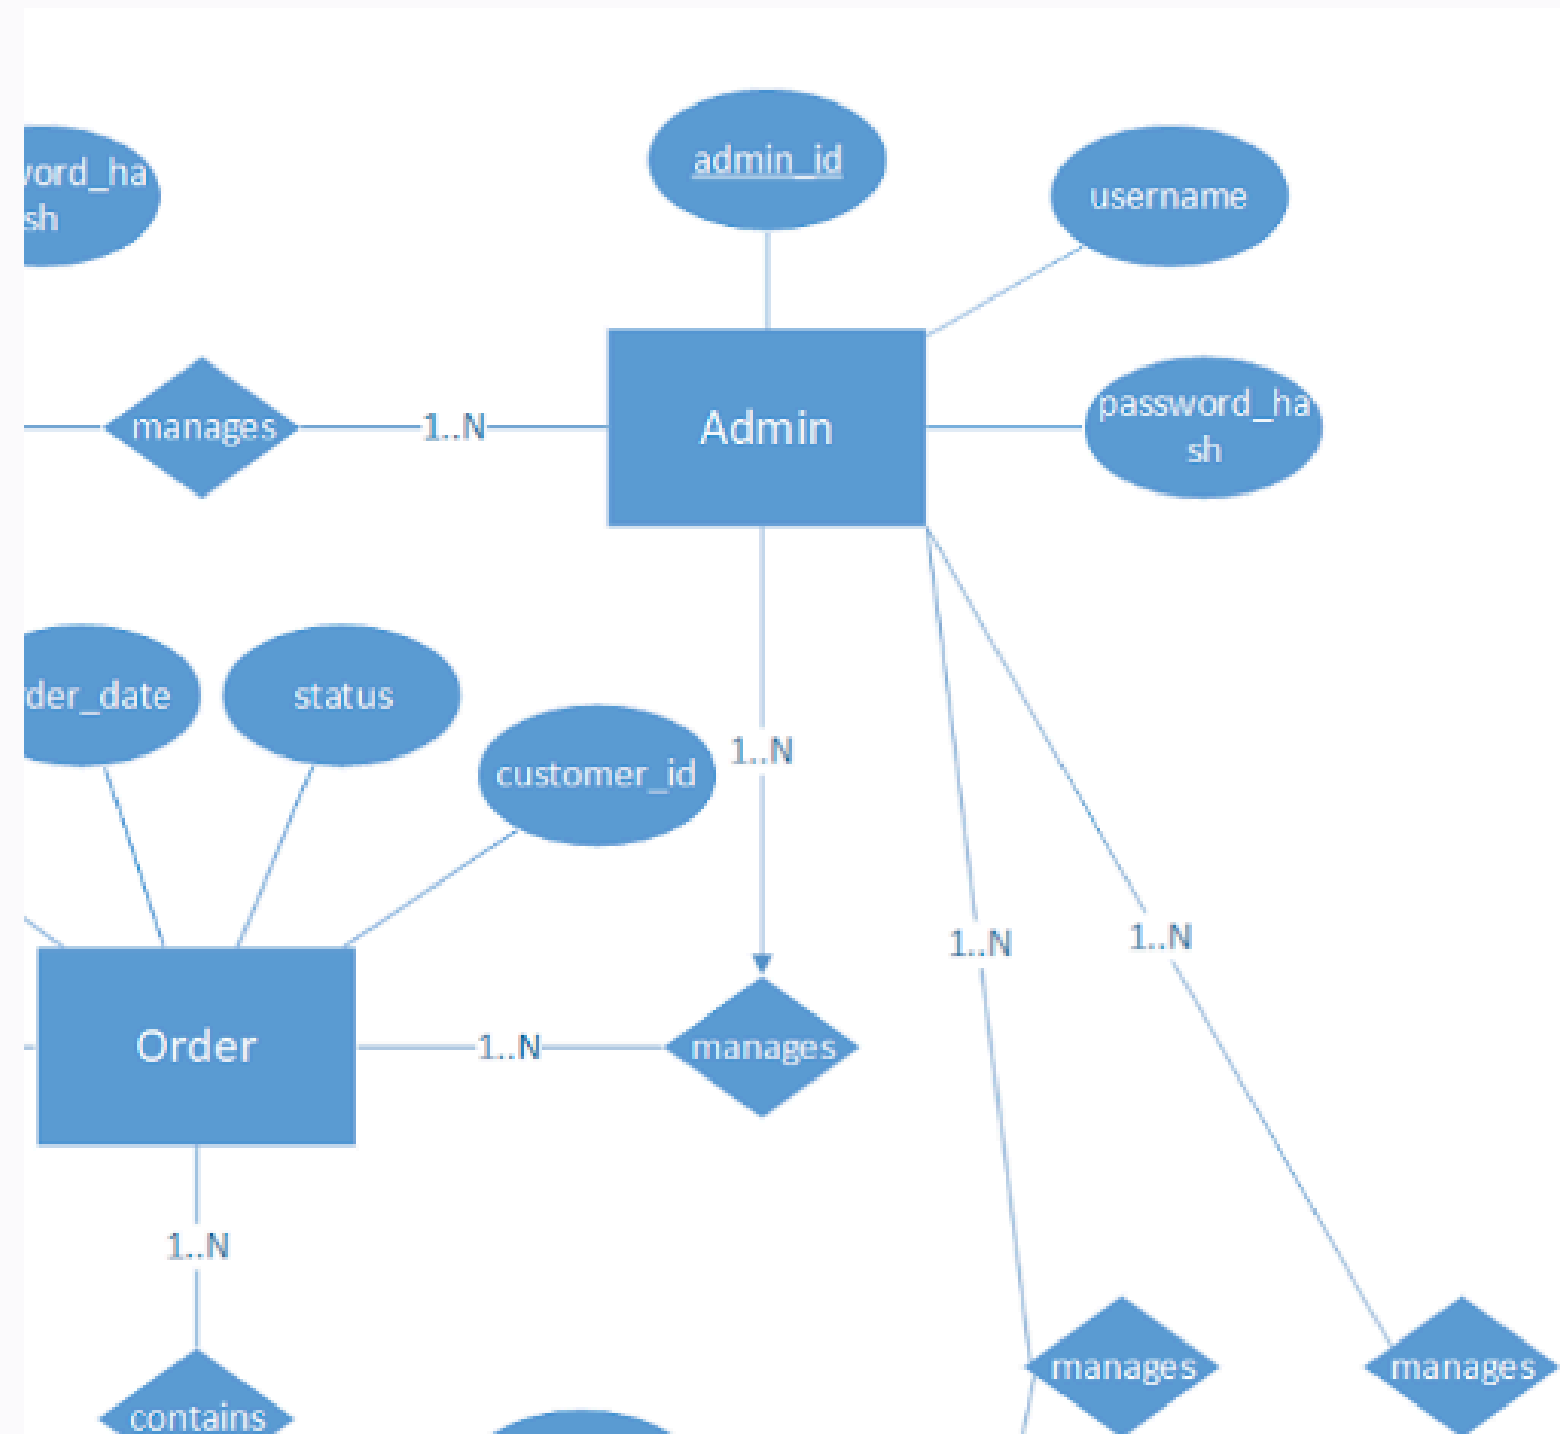 admin_id
username
sh
password_ha
sh
manages
1..N
Admin
status
customer_id
1..N
1..N
1..N
Order
1..N
manages
1..N
manages
manages
contains